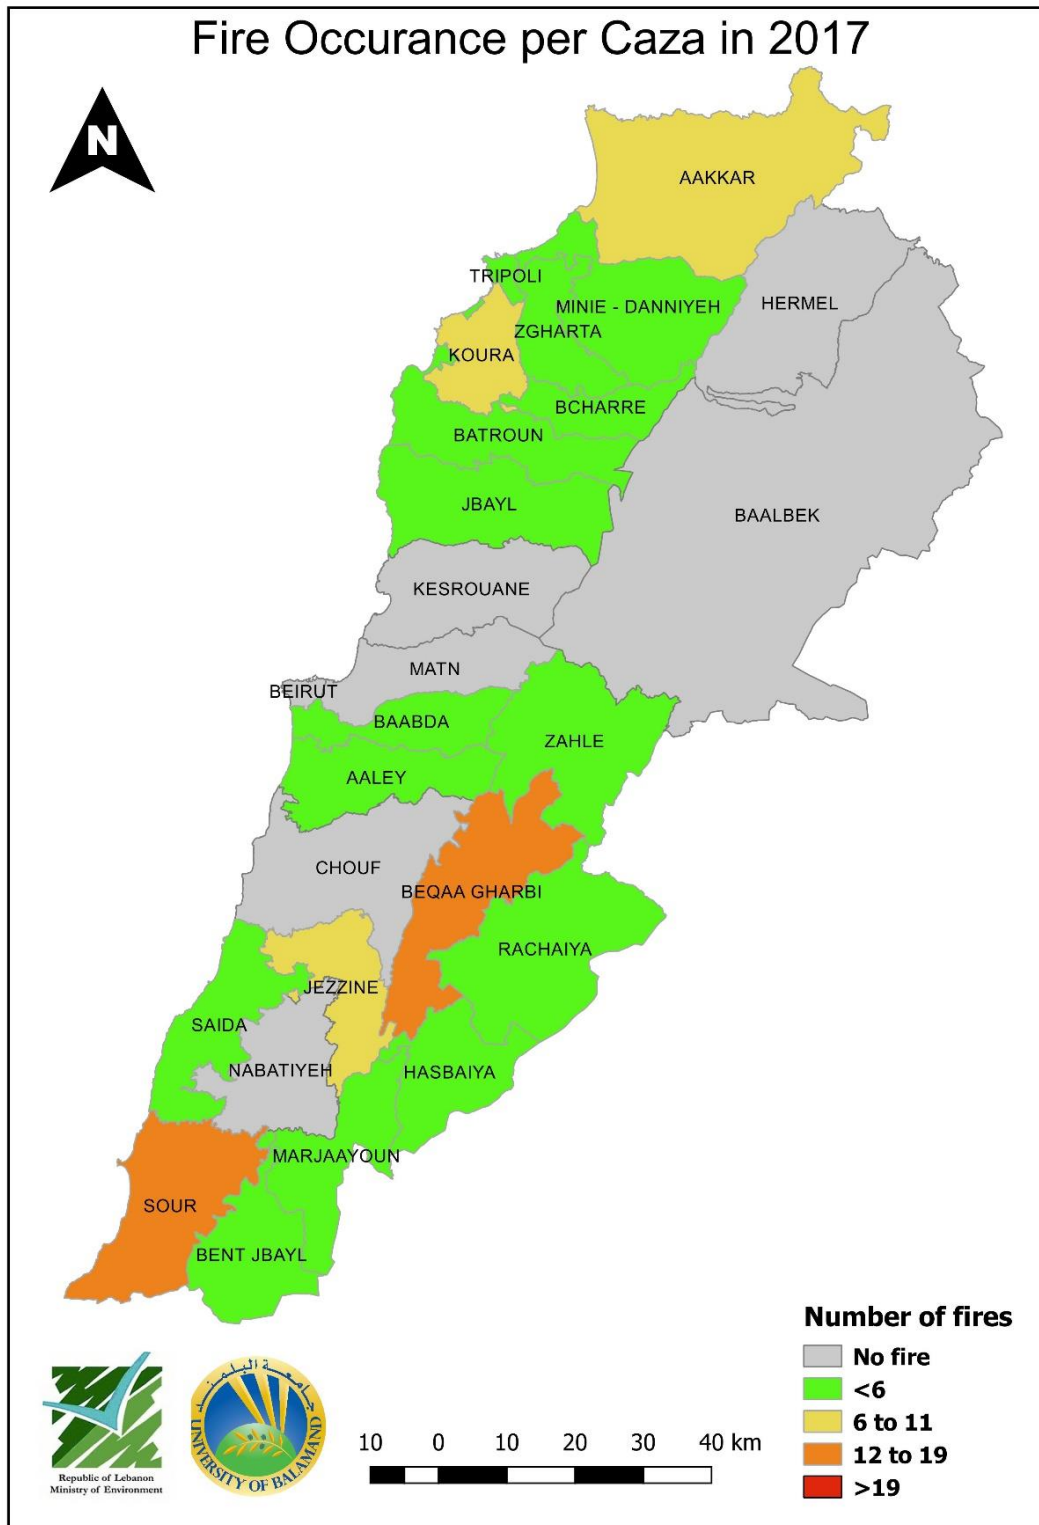 Fire Occurance per Caza in 2017
N
AAKKAR
TRIPOLI
MINIE - DANNIYEH
HERMEL
ZGHARTA
KOURA
BCHARRE
BATROUN
JBAYL
BAALBEK
KESROUANE
MATN
BEIRUT
BAABDA
ZAHLE
AALEY
CHOUF
BEQAA GHARBI
RACHAIYA
JEZZINE
SAIDA
NABATIYEH
HASBAIYA
MARJAAYOUN
SOUR
BENT JBAYL
Number of fires
No fire
<6
6 to 11
12 to 19
>19
Republic of Lebanon
Ministry of Environment
جامعة البلمند
UNIVERSITY OF BALAMAND
10 0 10 20 30 40 km